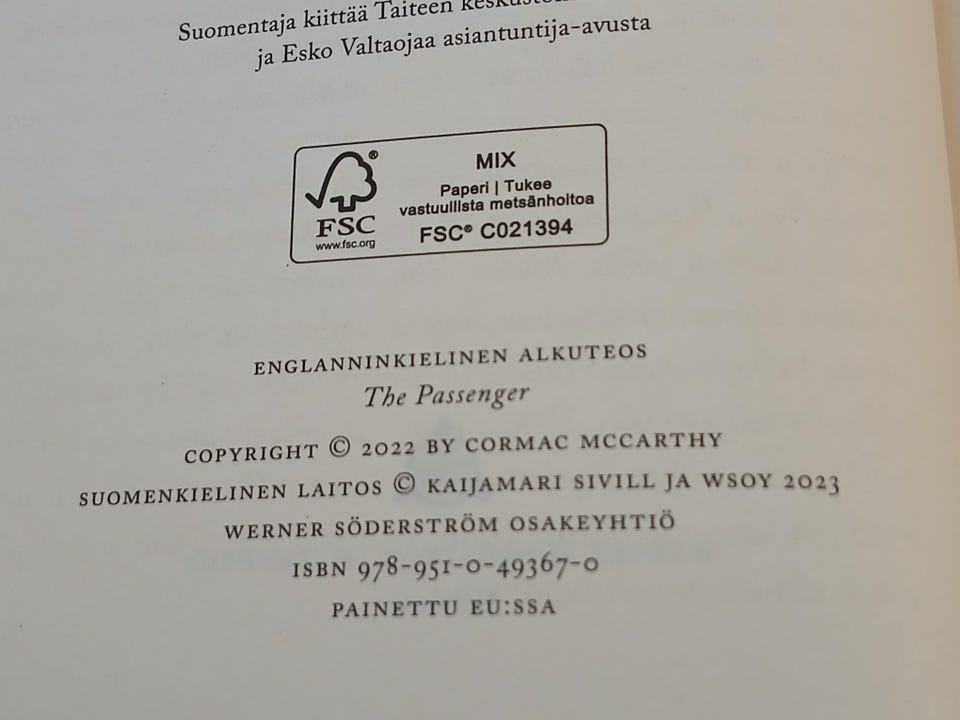 Suomentaja kiittää Taiteen
ja Esko Valtaojaa asiantuntija-avusta
MIX
Paperi | Tukee
vastuullista metsänhoitoa
FSC® C021394
®
FSC
www.fsc.org
ENGLANNINKIELINEN ALKUTEOS
The Passenger
COPYRIGHT © 2022 BY CORMAC MCCARTHY
SUOMENKIELINEN LAITOS © KAIJAMARI SIVILL JA WSOY 2023
WERNER SÖDERSTRÖM OSAKEYHTIÖ
ISBN 978-951-0-49367-0
PAINETTU EU:SSA